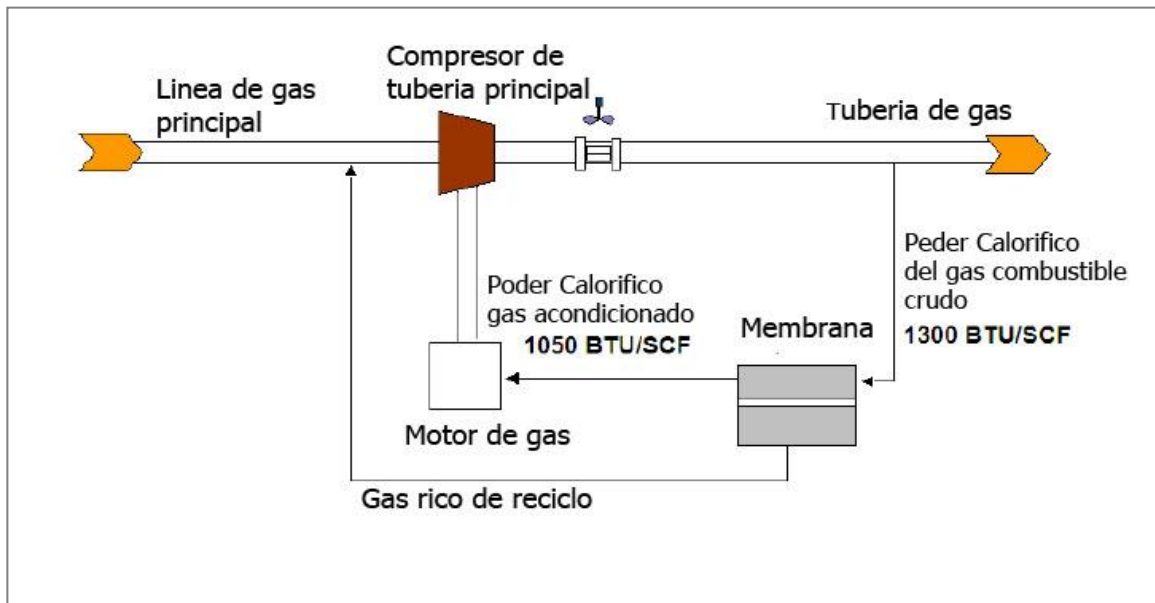 Linea de gas
principal
Compresor de
tuberia principal
Tuberia de gas
Poder Calorifico
gas acondicionado
1050 BTU/SCF
Peder Calorifico
del gas combustible
crudo
1300 BTU/SCF
Membrana
Motor de gas
Gas rico de reciclo